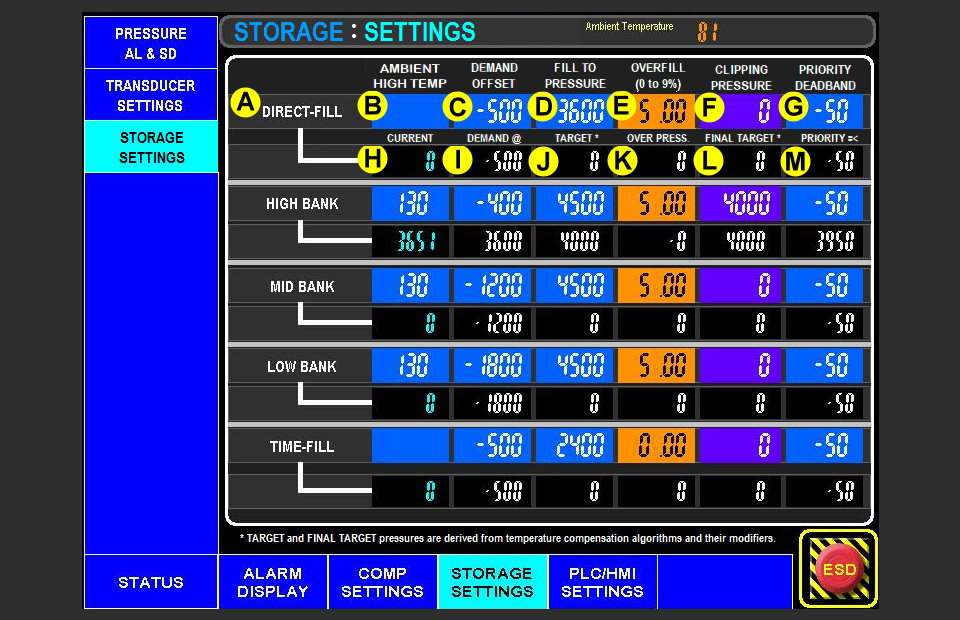 PRESSURE
AL & SD
TRANSDUCER
SETTINGS
STORAGE
SETTINGS
STORAGE : SETTINGS
Ambient Temperature 81
AMBIENT
HIGH TEMP
DEMAND
OFFSET
FILL TO
PRESSURE
OVERFILL
(0 to 9%)
CLIPPING
PRESSURE
PRIORITY
DEADBAND
A DIRECT-FILL B C -500 D 3600 E 5.00 F 0 G -50
CURRENT DEMAND @ TARGET * OVER PRESS. FINAL TARGET * PRIORITY =<
H 0 I -500 J 0 K 0 L 0 M -50
HIGH BANK 130 -400 4500 5.00 4000 -50
3651 3600 4000 -0 4000 3950
MID BANK 130 -1200 4500 5.00 0 -50
0 -1200 0 0 0 -50
LOW BANK 130 -1800 4500 5.00 0 -50
0 -1800 0 0 0 -50
TIME-FILL -500 2400 0.00 0 -50
0 -500 0 0 0 -50
* TARGET and FINAL TARGET pressures are derived from temperature compensation algorithms and their modifiers.
STATUS
ALARM
DISPLAY
COMP
SETTINGS
STORAGE
SETTINGS
PLC/HMI
SETTINGS
ESD